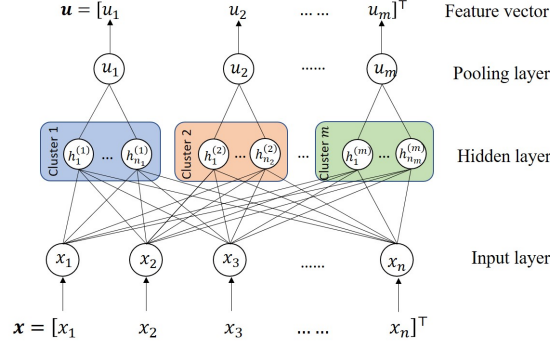 𝒖 = [u₁ u₂ … … uₘ]ᵀ Feature vector
u₁ u₂ …… uₘ Pooling layer
Cluster 1 Cluster 2 Cluster m
h₁⁽¹⁾ … hₙ₁⁽¹⁾ h₁⁽²⁾ … hₙ₂⁽²⁾ … h₁⁽ᵐ⁾ … hₙₘ⁽ᵐ⁾ Hidden layer
x₁ x₂ x₃ …… xₙ Input layer
𝒙 = [x₁ x₂ x₃ … … xₙ]ᵀ